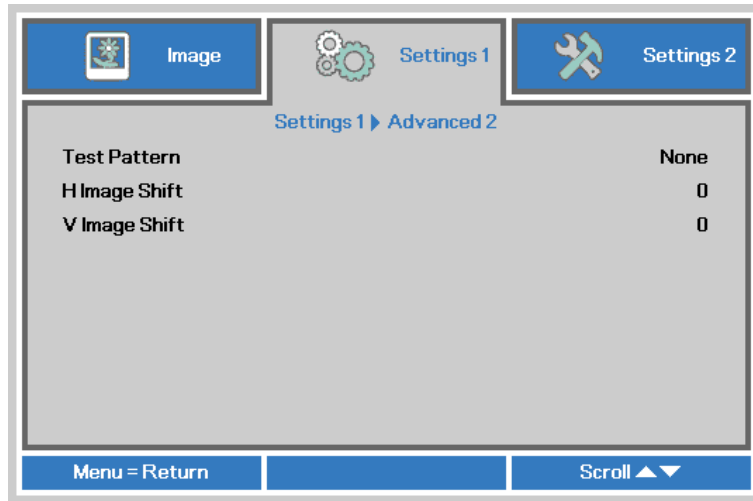 Image
Settings 1
Settings 2
Settings 1 ▶ Advanced 2
Test Pattern None
H Image Shift 0
V Image Shift 0
Menu = Return
Scroll ▲▼